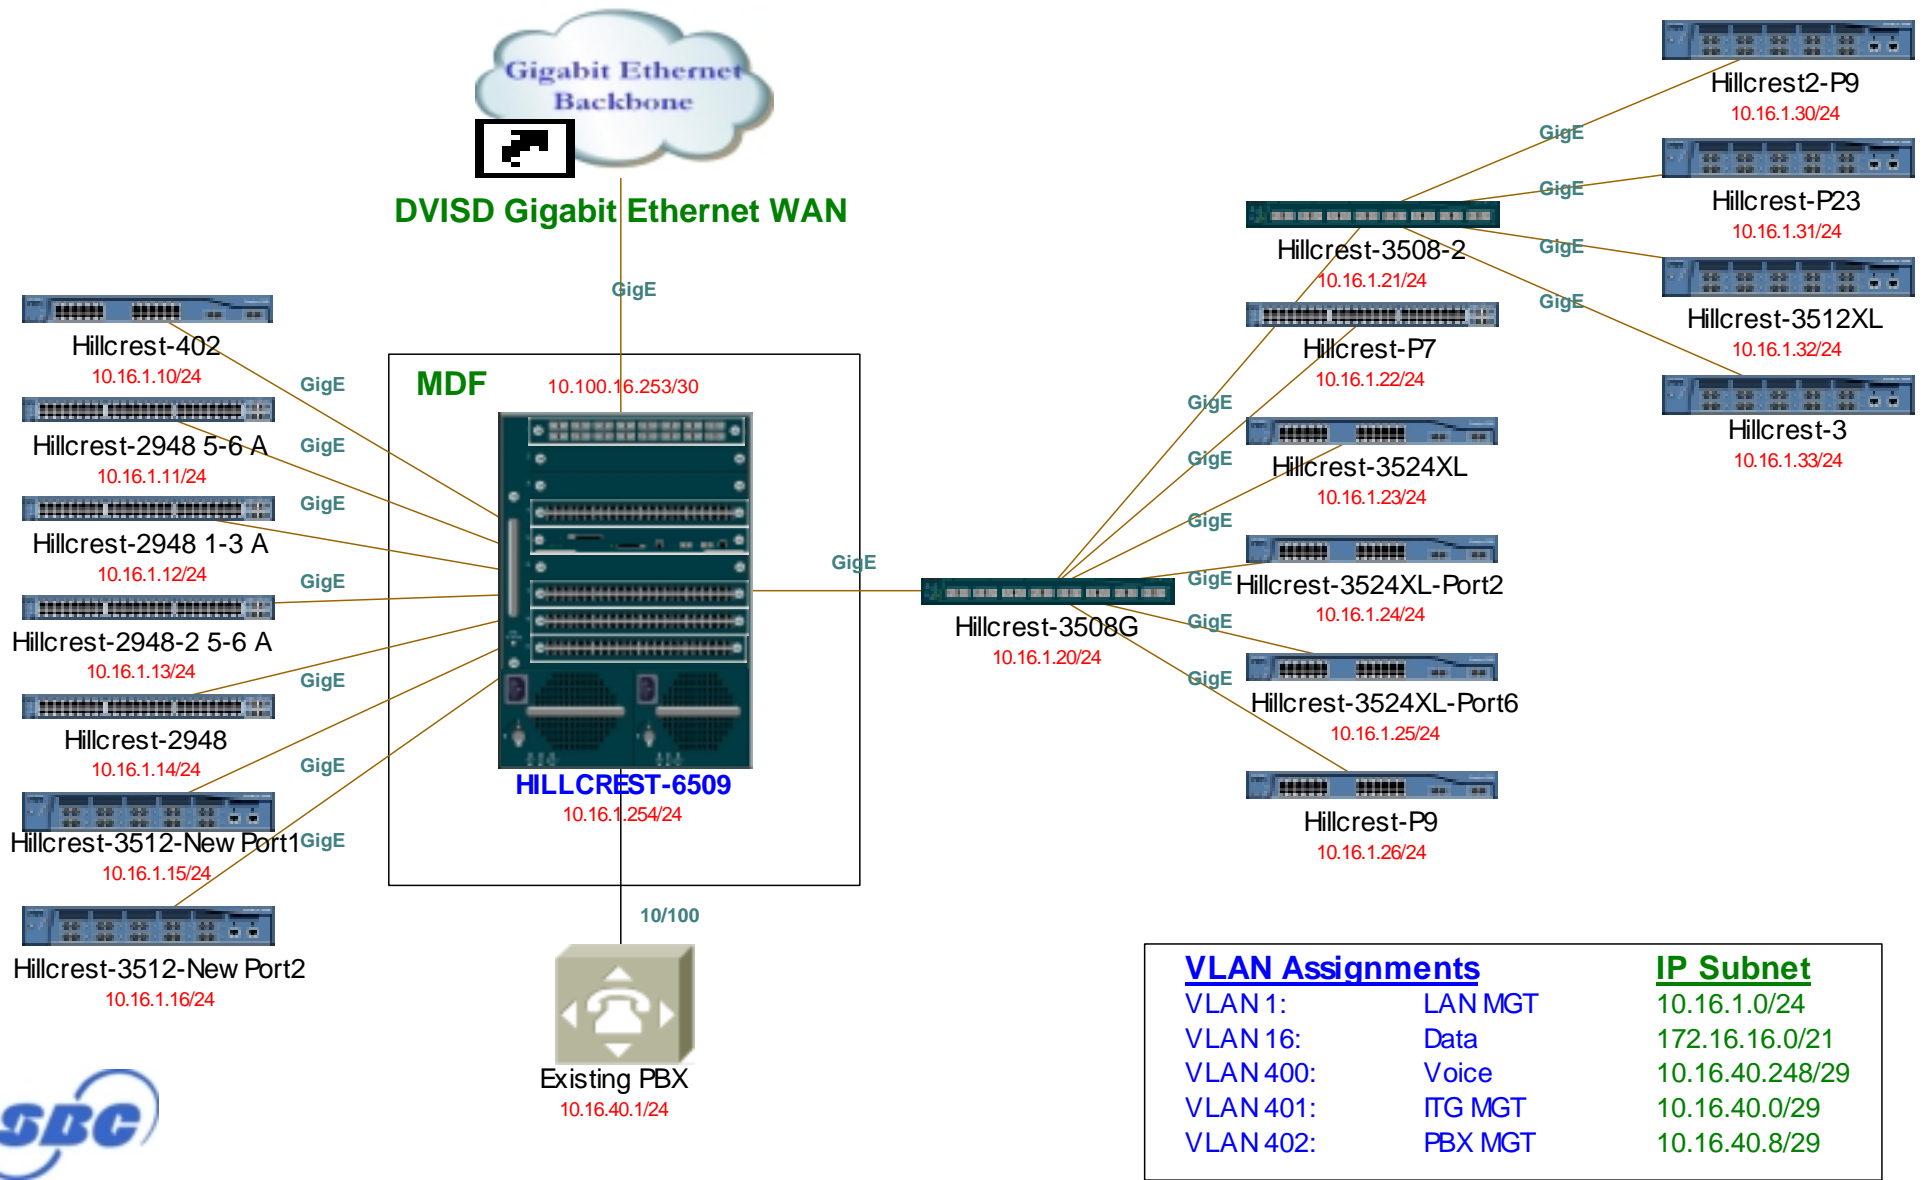 Gigabit Ethernet
Backbone
DVISD Gigabit Ethernet WAN
GigE
MDF
10.100.16.253/30
HILLCREST-6509
10.16.1.254/24
10/100
Existing PBX
10.16.40.1/24
Hillcrest-402
10.16.1.10/24
GigE
Hillcrest-2948 5-6 A
10.16.1.11/24
GigE
Hillcrest-2948 1-3 A
10.16.1.12/24
GigE
Hillcrest-2948-2 5-6 A
10.16.1.13/24
GigE
Hillcrest-2948
10.16.1.14/24
GigE
Hillcrest-3512-New Port1
10.16.1.15/24
GigE
Hillcrest-3512-New Port2
10.16.1.16/24
GigE
GigE
Hillcrest-3508G
10.16.1.20/24
Hillcrest-3508-2
10.16.1.21/24
GigE
Hillcrest-P7
10.16.1.22/24
GigE
Hillcrest-3524XL
10.16.1.23/24
GigE
Hillcrest-3524XL-Port2
10.16.1.24/24
GigE
Hillcrest-3524XL-Port6
10.16.1.25/24
GigE
Hillcrest-P9
10.16.1.26/24
GigE
Hillcrest2-P9
10.16.1.30/24
GigE
Hillcrest-P23
10.16.1.31/24
GigE
Hillcrest-3512XL
10.16.1.32/24
GigE
Hillcrest-3
10.16.1.33/24
GigE
VLAN Assignments IP Subnet
VLAN 1: LAN MGT 10.16.1.0/24
VLAN 16: Data 172.16.16.0/21
VLAN 400: Voice 10.16.40.248/29
VLAN 401: ITG MGT 10.16.40.0/29
VLAN 402: PBX MGT 10.16.40.8/29
SBC